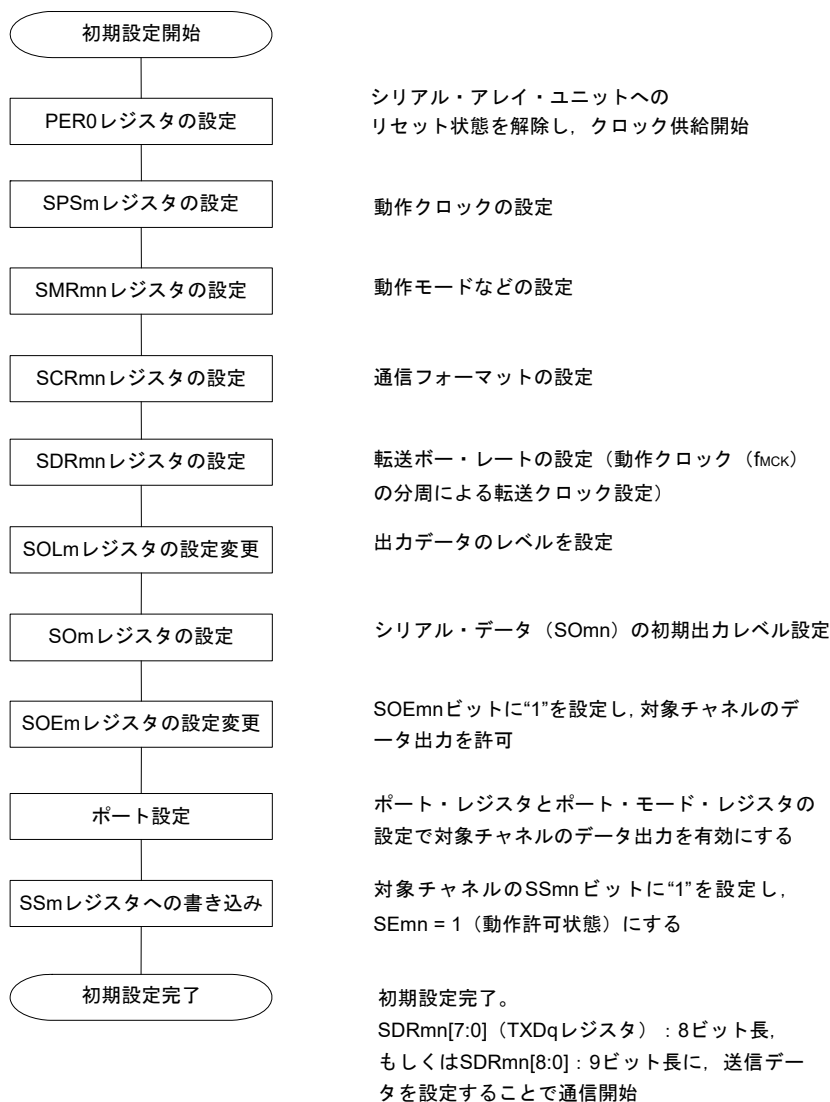 初期設定開始
PER0レジスタの設定
シリアル・アレイ・ユニットへの
リセット状態を解除し，クロック供給開始
SPSmレジスタの設定
動作クロックの設定
SMRmnレジスタの設定
動作モードなどの設定
SCRmnレジスタの設定
通信フォーマットの設定
SDRmnレジスタの設定
転送ボー・レートの設定（動作クロック（fMCK）
の分周による転送クロック設定）
SOLmレジスタの設定変更
出力データのレベルを設定
SOmレジスタの設定
シリアル・データ（SOmn）の初期出力レベル設定
SOEmレジスタの設定変更
SOEmnビットに“1”を設定し，対象チャネルのデ
ータ出力を許可
ポート設定
ポート・レジスタとポート・モード・レジスタの
設定で対象チャネルのデータ出力を有効にする
SSmレジスタへの書き込み
対象チャネルのSSmnビットに“1”を設定し，
SEmn = 1（動作許可状態）にする
初期設定完了
初期設定完了。
SDRmn[7:0]（TXDqレジスタ）：8ビット長，
もしくはSDRmn[8:0]：9ビット長に，送信デー
タを設定することで通信開始